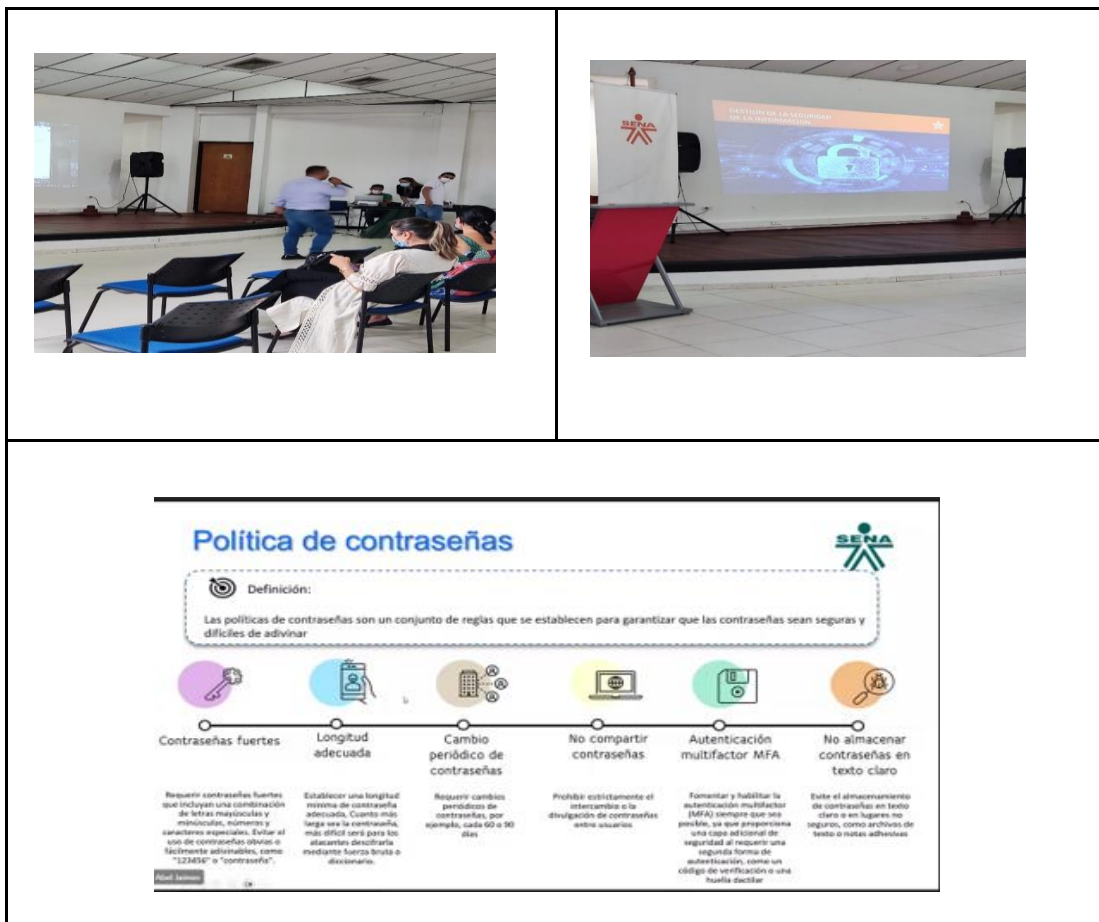 SENA
GESTIÓN DE LA SEGURIDAD
DE LA INFORMACIÓN
Política de contraseñas
SENA
Definición:
Las políticas de contraseñas son un conjunto de reglas que se establecen para garantizar que las contraseñas sean seguras y
difíciles de adivinar
Contraseñas fuertes
Requerir contraseñas fuertes
que incluyan una combinación
de letras mayúsculas y
minúsculas, números y
caracteres especiales. Evitar el
uso de contraseñas obvias o
fácilmente adivinables, como
"123456" o "contraseña".
Longitud
adecuada
Establecer una longitud
mínima de contraseña
adecuada, Cuanto más
larga sea la contraseña,
más difícil será para los
atacantes descifrarla
mediante fuerza bruta o
diccionario.
Cambio
periódico de
contraseñas
Requerir cambios
periódicos de
contraseñas, por
ejemplo, cada 60 o 90
días
No compartir
contraseñas
Prohibir estrictamente el
intercambio o la
divulgación de contraseñas
entre usuarios
Autenticación
multifactor MFA
Fomentar y habilitar la
autenticación multifactor
(MFA) siempre que sea
posible, ya que proporciona
una capa adicional de
seguridad al requerir una
segunda forma de
autenticación, como un
código de verificación o una
huella dactilar
No almacenar
contraseñas en
texto claro
Evite el almacenamiento
de contraseñas en texto
claro o en lugares no
seguros, como archivos de
texto o notas adhesivas
Abel Jaimes